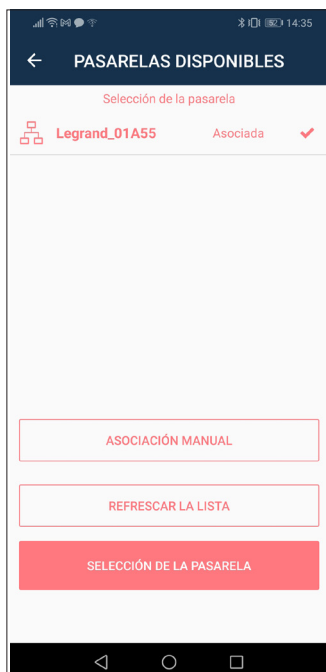 14:35
PASARELAS DISPONIBLES
Selección de la pasarela
Legrand_01A55 Asociada
ASOCIACIÓN MANUAL
REFRESCAR LA LISTA
SELECCIÓN DE LA PASARELA